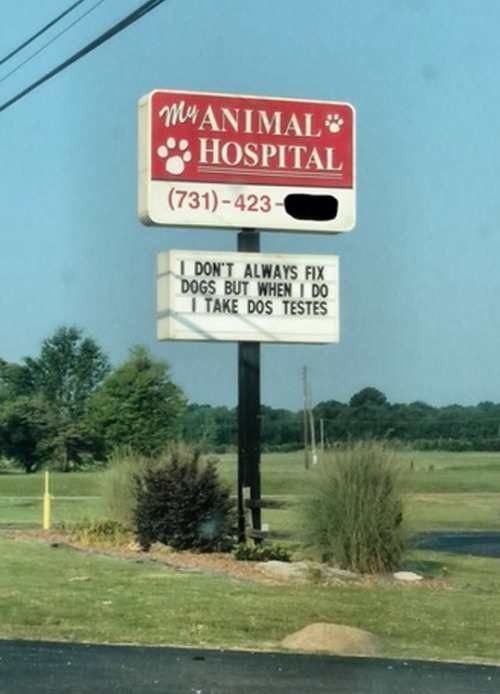 My ANIMAL
HOSPITAL
(731)-423-
I DON'T ALWAYS FIX
DOGS BUT WHEN I DO
I TAKE DOS TESTES